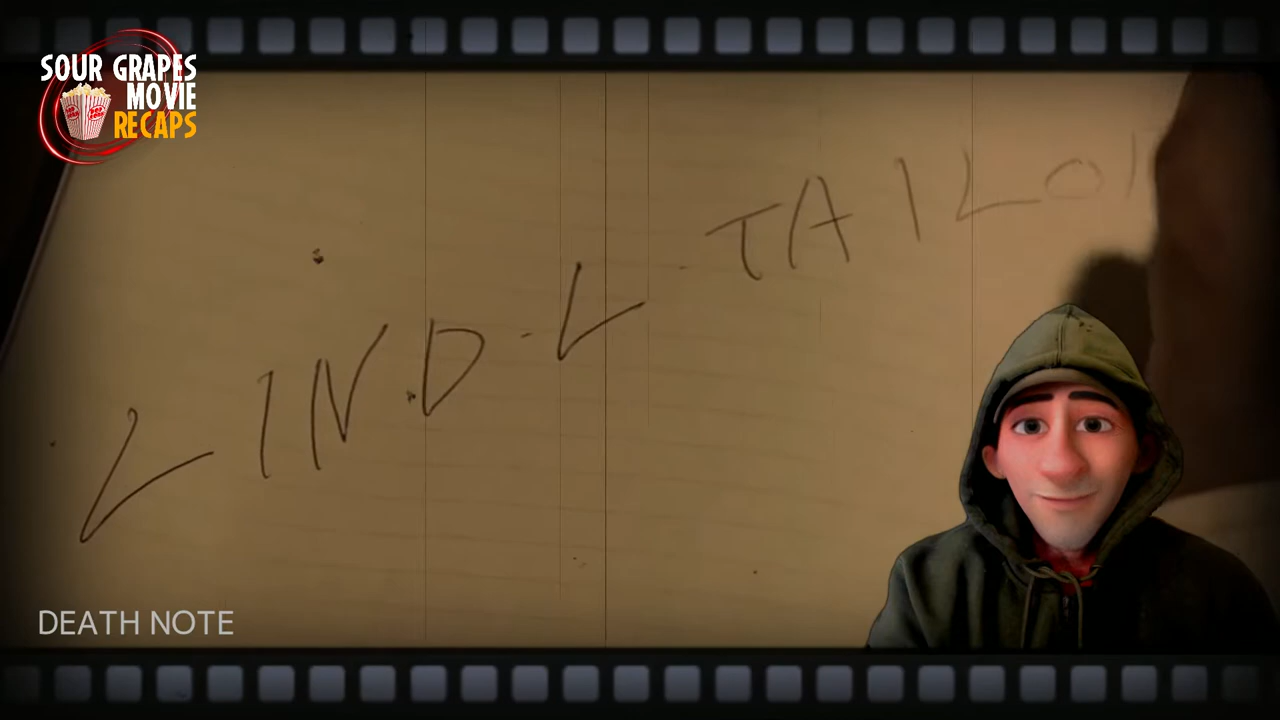 SOUR GRAPES
MOVIE
RECAPS
LIND-L-TAILO
DEATH NOTE